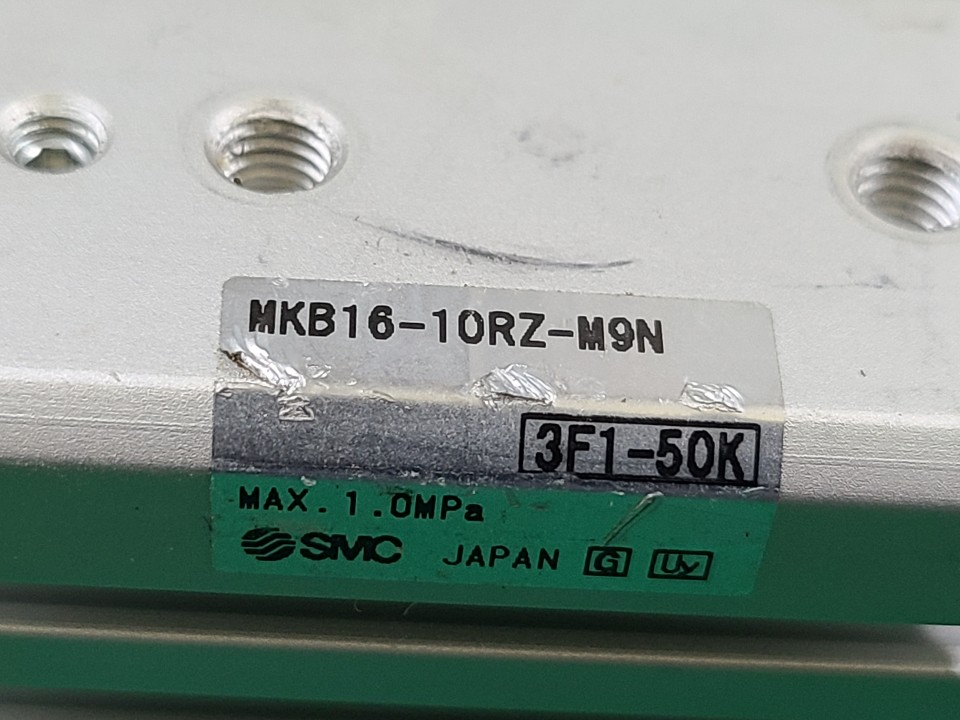 MKB16-10RZ-M9N
3F1-50K
MAX. 1.0MPa
SMC JAPAN G Uy